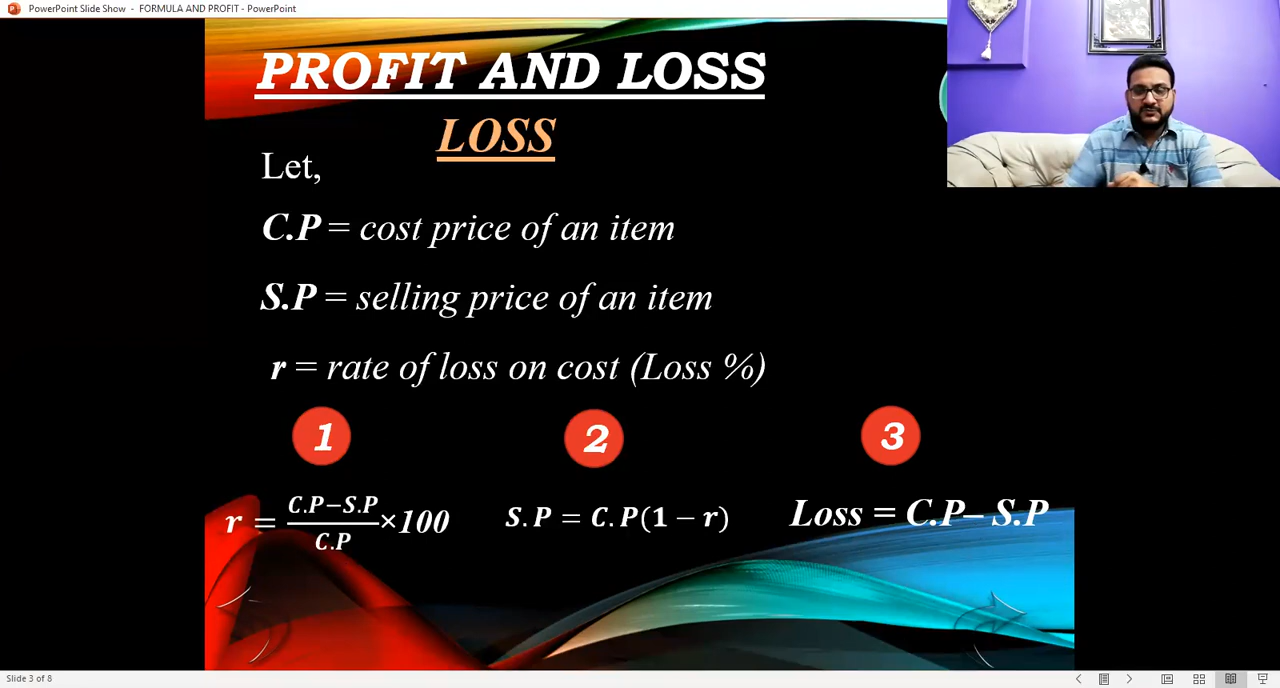 PowerPoint Slide Show - FORMULA AND PROFIT - PowerPoint
PROFIT AND LOSS
LOSS
Let,
C.P = cost price of an item
S.P = selling price of an item
r = rate of loss on cost (Loss %)
1
2
3
r = C.P−S.P/C.P ×100
S.P = C.P(1 − r)
Loss = C.P– S.P
Slide 3 of 8